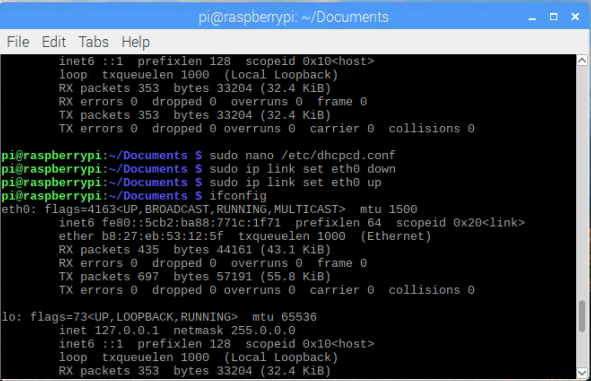 pi@raspberrypi: ~/Documents
File Edit Tabs Help
inet6 ::1 prefixlen 128 scopeid 0x10<host>
loop txqueuelen 1000 (Local Loopback)
RX packets 353 bytes 33204 (32.4 KiB)
RX errors 0 dropped 0 overruns 0 frame 0
TX packets 353 bytes 33204 (32.4 KiB)
TX errors 0 dropped 0 overruns 0 carrier 0 collisions 0
pi@raspberrypi:~/Documents $ sudo nano /etc/dhcpcd.conf
pi@raspberrypi:~/Documents $ sudo ip link set eth0 down
pi@raspberrypi:~/Documents $ sudo ip link set eth0 up
pi@raspberrypi:~/Documents $ ifconfig
eth0: flags=4163<UP,BROADCAST,RUNNING,MULTICAST> mtu 1500
inet6 fe80::5cb2:ba88:771c:1f71 prefixlen 64 scopeid 0x20<link>
ether b8:27:eb:53:12:5f txqueuelen 1000 (Ethernet)
RX packets 435 bytes 44161 (43.1 KiB)
RX errors 0 dropped 0 overruns 0 frame 0
TX packets 697 bytes 57191 (55.8 KiB)
TX errors 0 dropped 0 overruns 0 carrier 0 collisions 0
lo: flags=73<UP,LOOPBACK,RUNNING> mtu 65536
inet 127.0.0.1 netmask 255.0.0.0
inet6 ::1 prefixlen 128 scopeid 0x10<host>
loop txqueuelen 1000 (Local Loopback)
RX packets 353 bytes 33204 (32.4 KiB)